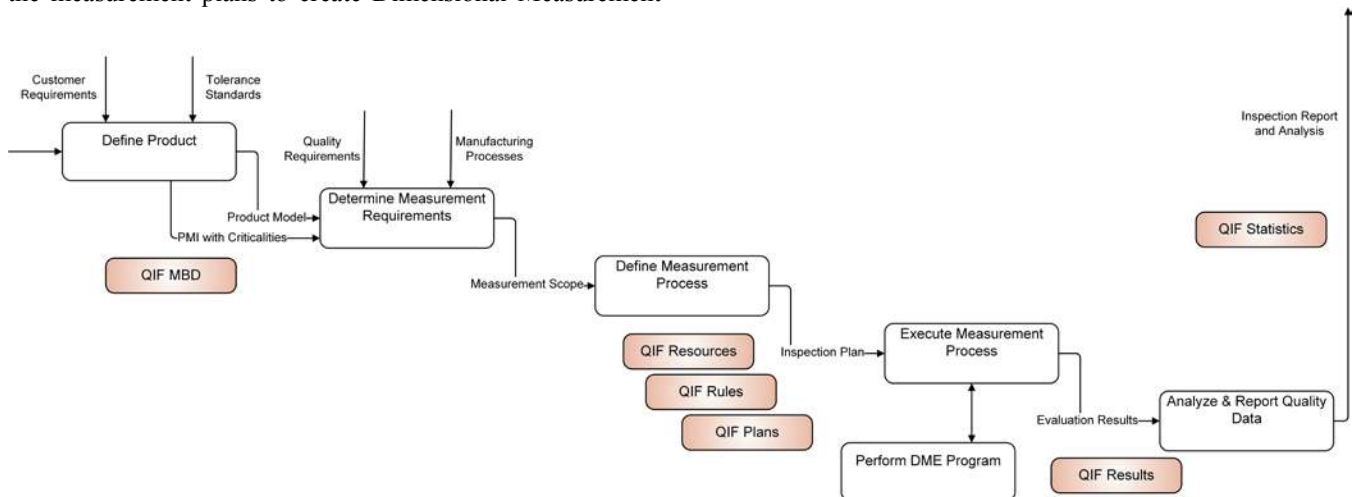 the measurement plans to create Dimensional Measurement
Customer
Requirements
Tolerance
Standards
Define Product
Quality
Requirements
Manufacturing
Processes
Inspection Report
and Analysis
Product Model
PMI with Criticalities
Determine Measurement
Requirements
QIF MBD
QIF Statistics
Measurement Scope
Define Measurement
Process
QIF Resources
QIF Rules
QIF Plans
Inspection Plan
Execute Measurement
Process
Perform DME Program
Evaluation Results
QIF Results
Analyze & Report Quality
Data